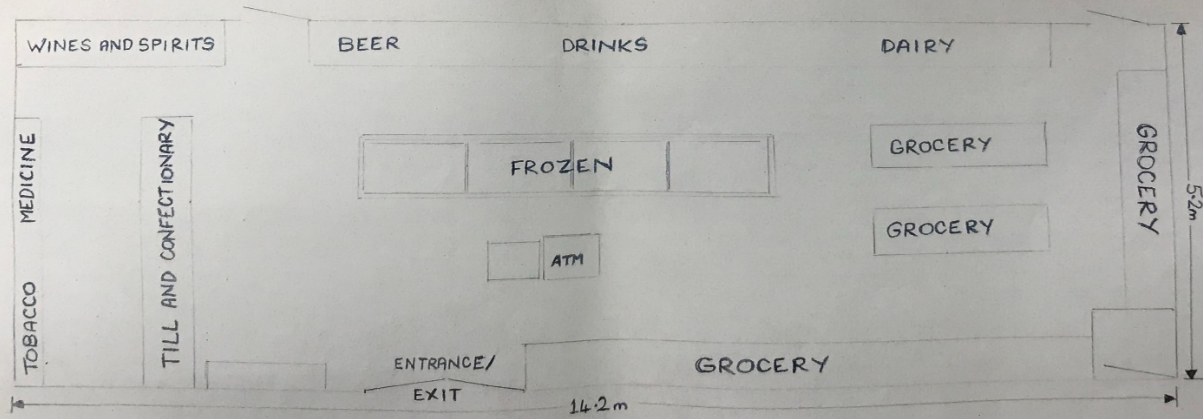 WINES AND SPIRITS
BEER
DRINKS
DAIRY
MEDICINE
TOBACCO
TILL AND CONFECTIONARY
FROZEN
GROCERY
GROCERY
GROCERY
5.2m
ATM
ENTRANCE/
EXIT
GROCERY
14.2m